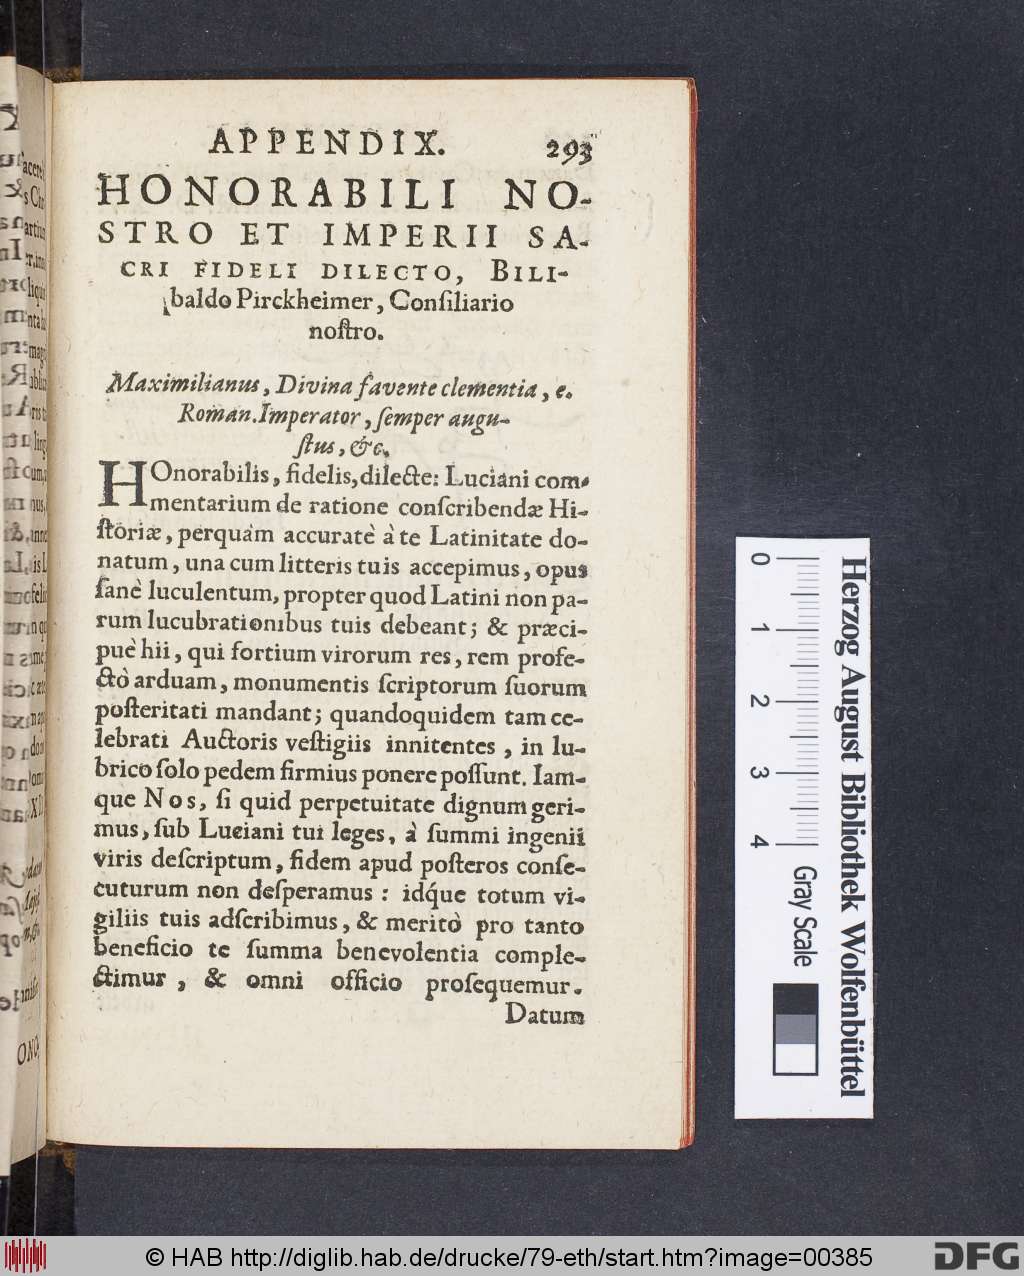 APPENDIX. 293
HONORABILI NO-
STRO ET IMPERII SA-
CRI FIDELI DILECTO, BILI-
baldo Pirckheimer, Conſiliario
noſtro.
Maximilianus, Divina favente clementia, e.
Roman. Imperator, ſemper augu-
ſtus, &c.
HOnorabilis, fidelis, dilecte: Luciani com-
mentarium de ratione conſcribendæ Hi-
ſtoriæ, perquàm accuratè à te Latinitate do-
natum, una cum litteris tuis accepimus, opus
ſanè luculentum, propter quod Latini non pa-
rum lucubrationibus tuis debeant; & præci-
puè hii, qui fortium virorum res, rem profe-
ctò arduam, monumentis ſcriptorum ſuorum
poſteritati mandant; quandoquidem tam ce-
lebrati Auctoris veſtigiis innitentes, in lu-
brico ſolo pedem firmius ponere poſſunt. Iam-
que Nos, ſi quid perpetuitate dignum geri-
mus, ſub Luciani tui leges, à ſummi ingenii
viris deſcriptum, fidem apud poſteros conſe-
cuturum non deſperamus: idq́ue totum vi-
giliis tuis adſcribimus, & meritò pro tanto
beneficio te ſumma benevolentia comple-
ctimur, & omni officio proſequemur.
Datum
0 1 2 3 4 Gray Scale
Herzog August Bibliothek Wolfenbüttel
© HAB http://diglib.hab.de/drucke/79-eth/start.htm?image=00385
DFG